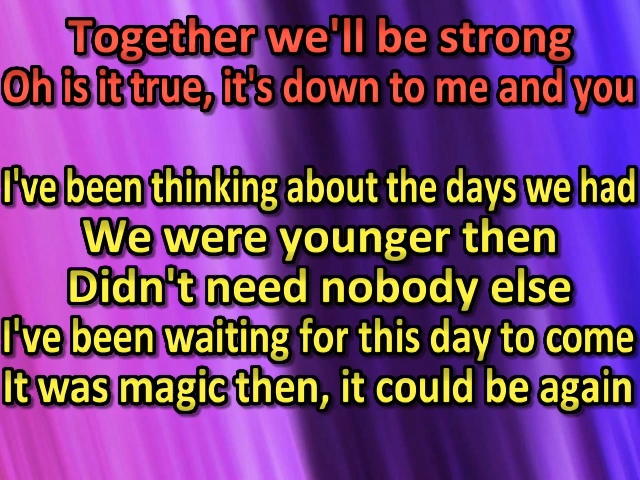 Together we'll be strong
Oh is it true, it's down to me and you
I've been thinking about the days we had
We were younger then
Didn't need nobody else
I've been waiting for this day to come
It was magic then, it could be again